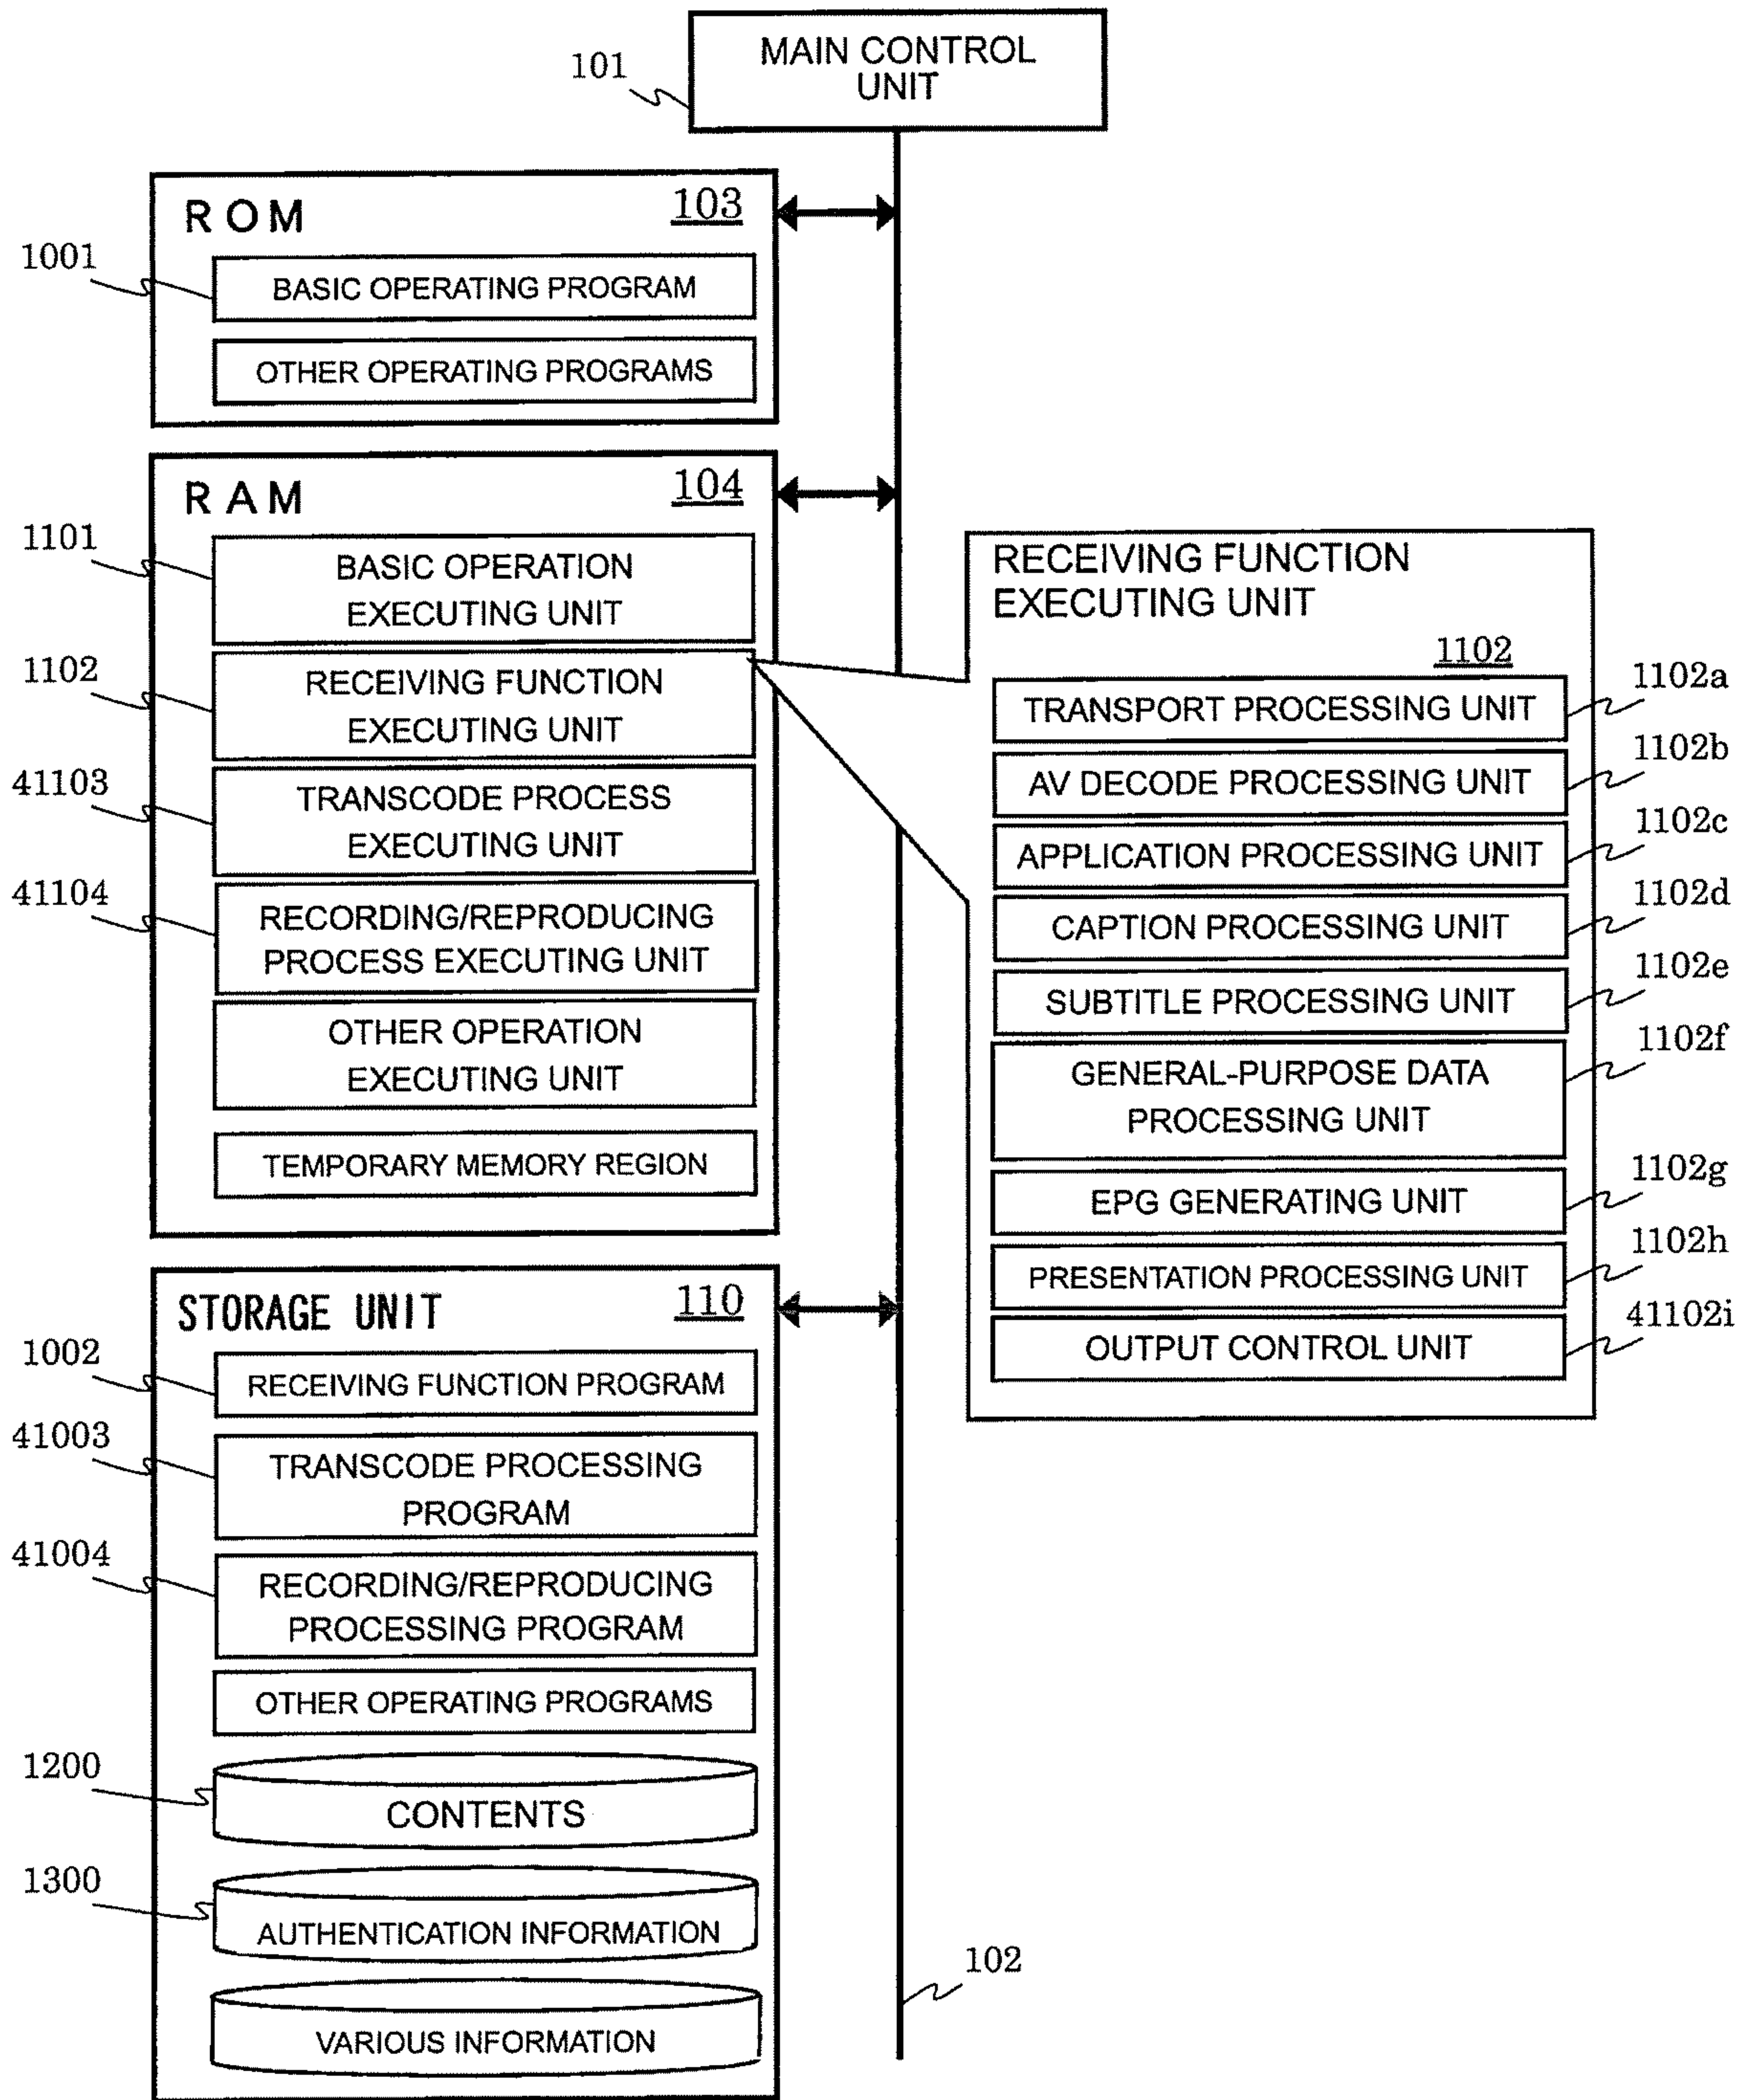 MAIN CONTROL
UNIT
101
ROM
103
1001
BASIC OPERATING PROGRAM
OTHER OPERATING PROGRAMS
RAM
104
1101
BASIC OPERATION
EXECUTING UNIT
1102
RECEIVING FUNCTION
EXECUTING UNIT
41103
TRANSCODE PROCESS
EXECUTING UNIT
41104
RECORDING/REPRODUCING
PROCESS EXECUTING UNIT
OTHER OPERATION
EXECUTING UNIT
TEMPORARY MEMORY REGION
RECEIVING FUNCTION
EXECUTING UNIT
1102
TRANSPORT PROCESSING UNIT
1102a
AV DECODE PROCESSING UNIT
1102b
APPLICATION PROCESSING UNIT
1102c
CAPTION PROCESSING UNIT
1102d
SUBTITLE PROCESSING UNIT
1102e
GENERAL-PURPOSE DATA
PROCESSING UNIT
1102f
EPG GENERATING UNIT
1102g
PRESENTATION PROCESSING UNIT
1102h
OUTPUT CONTROL UNIT
41102i
STORAGE UNIT
110
1002
RECEIVING FUNCTION PROGRAM
41003
TRANSCODE PROCESSING
PROGRAM
41004
RECORDING/REPRODUCING
PROCESSING PROGRAM
OTHER OPERATING PROGRAMS
1200
CONTENTS
1300
AUTHENTICATION INFORMATION
VARIOUS INFORMATION
102